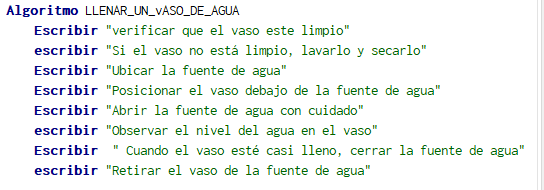 Algoritmo LLENAR_UN_vASO_DE_AGUA
Escribir "verificar que el vaso este limpio"
escribir "Si el vaso no está limpio, lavarlo y secarlo"
Escribir "Ubicar la fuente de agua"
Escribir "Posicionar el vaso debajo de la fuente de agua"
Escribir "Abrir la fuente de agua con cuidado"
escribir "Observar el nivel del agua en el vaso"
Escribir " Cuando el vaso esté casi lleno, cerrar la fuente de agua"
escribir "Retirar el vaso de la fuente de agua"